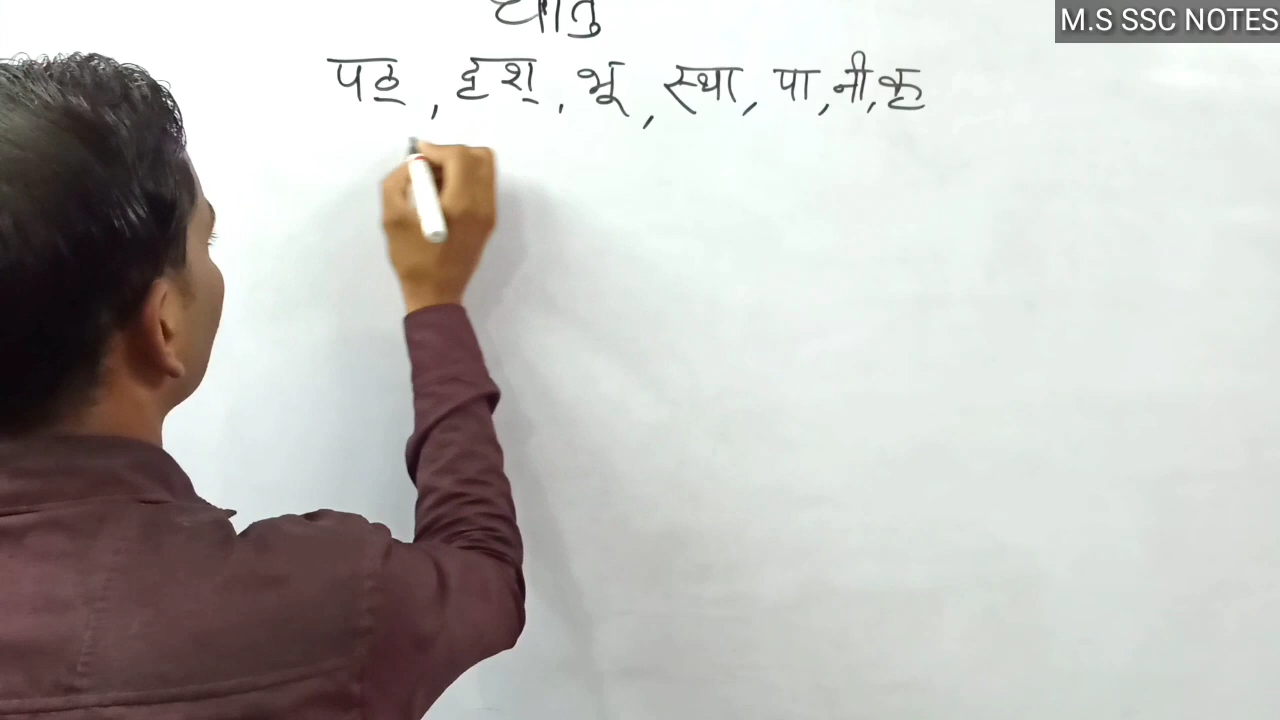 M.S SSC NOTES
धातु
पठ् , दृश् , भू , स्था , पा , नी , कृ